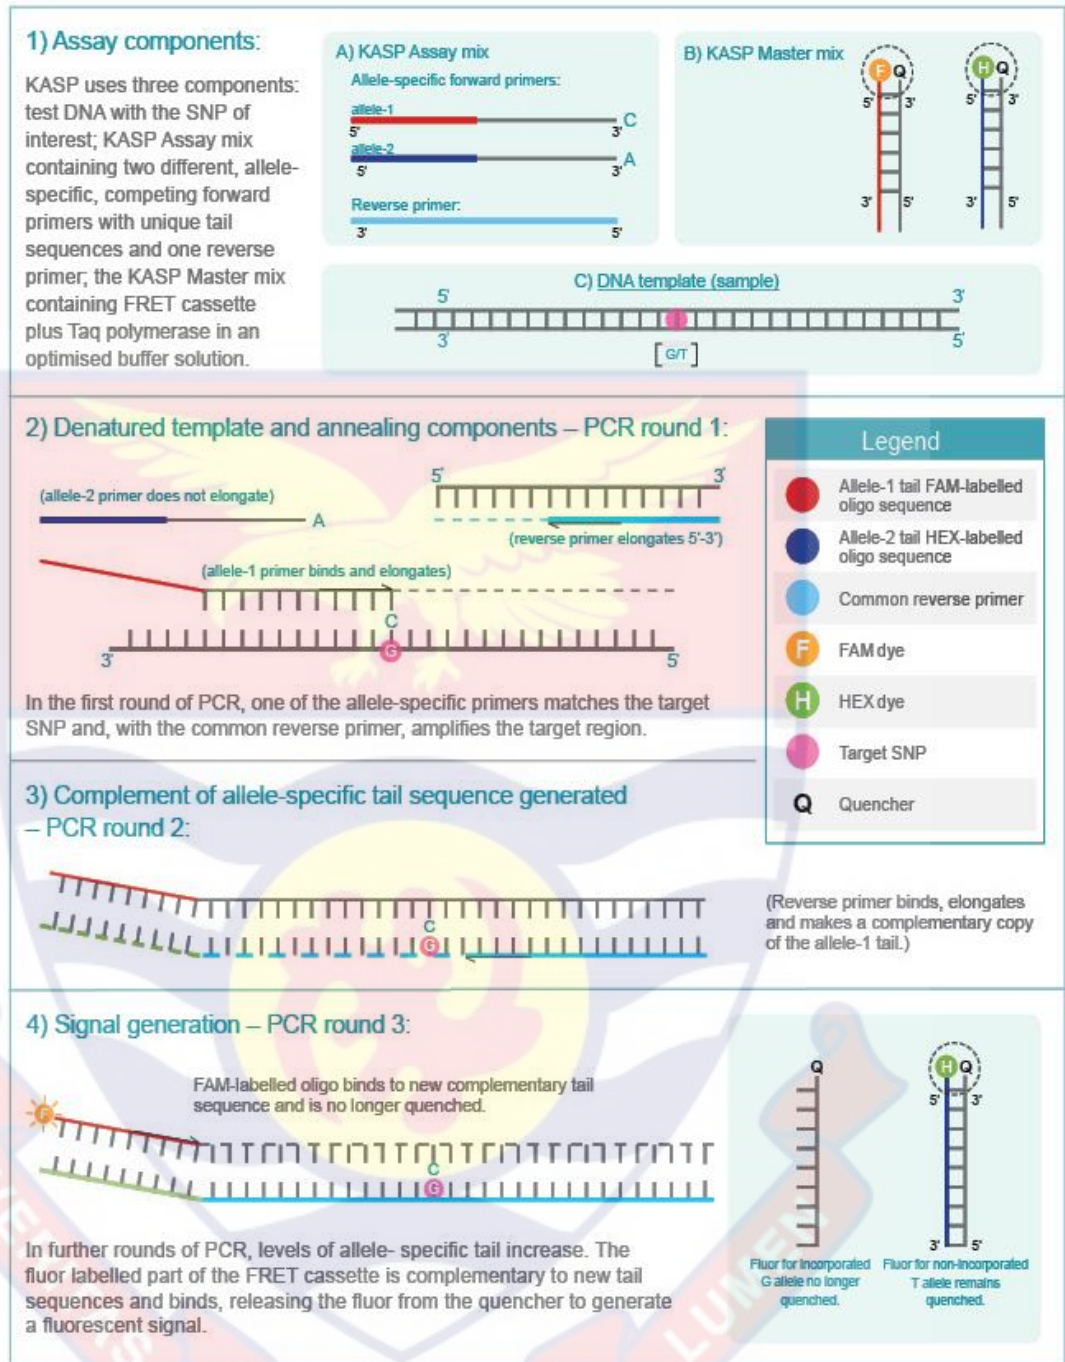 1) Assay components:
KASP uses three components:
test DNA with the SNP of
interest; KASP Assay mix
containing two different, allele-
specific, competing forward
primers with unique tail
sequences and one reverse
primer; the KASP Master mix
containing FRET cassette
plus Taq polymerase in an
optimised buffer solution.
A) KASP Assay mix
Allele-specific forward primers:
allele-1
5' 3' C
allele-2
5' 3' A
Reverse primer:
3' 5'
B) KASP Master mix
F Q H Q
5' 3' 5' 3'
3' 5' 3' 5'
C) DNA template (sample)
5' 3'
3' 5'
[G/T]
2) Denatured template and annealing components – PCR round 1:
(allele-2 primer does not elongate)
A
5' 3'
(reverse primer elongates 5'-3')
(allele-1 primer binds and elongates)
C
G
3' 5'
In the first round of PCR, one of the allele-specific primers matches the target
SNP and, with the common reverse primer, amplifies the target region.
Legend
Allele-1 tail FAM-labelled
oligo sequence
Allele-2 tail HEX-labelled
oligo sequence
Common reverse primer
F FAM dye
H HEX dye
Target SNP
Q Quencher
3) Complement of allele-specific tail sequence generated
– PCR round 2:
C
G
(Reverse primer binds, elongates
and makes a complementary copy
of the allele-1 tail.)
4) Signal generation – PCR round 3:
FAM-labelled oligo binds to new complementary tail
sequence and is no longer quenched.
F
C
G
In further rounds of PCR, levels of allele- specific tail increase. The
fluor labelled part of the FRET cassette is complementary to new tail
sequences and binds, releasing the fluor from the quencher to generate
a fluorescent signal.
Q
H Q
5' 3'
3' 5'
Fluor for incorporated
G allele no longer
quenched.
Fluor for non-incorporated
T allele remains
quenched.
LUMEN